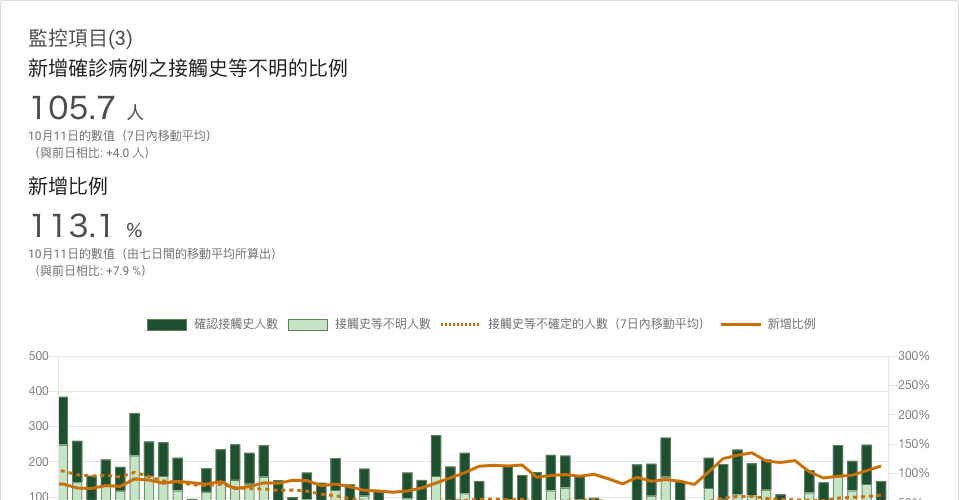 監控項目(3)
新增確診病例之接觸史等不明的比例
105.7 人
10月11日的數值（7日內移動平均）
（與前日相比: +4.0 人）
新增比例
113.1 %
10月11日的數值（由七日間的移動平均所算出）
（與前日相比: +7.9 %）
確認接觸史人數 接觸史等不明人數 接觸史等不確定的人數（7日內移動平均） 新增比例
500 300%
250%
400
200%
300
150%
200
100%
100